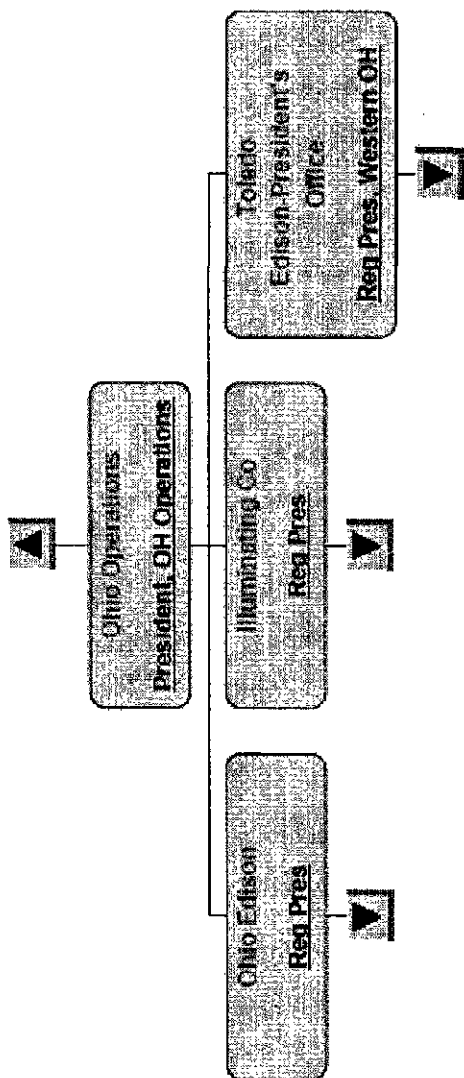 Ohio Operations
President, OH Operations
Ohio Edison
Reg Pres
Illuminating Co
Reg Pres
Toledo
Edison-President's
Office
Reg Pres, Western OH